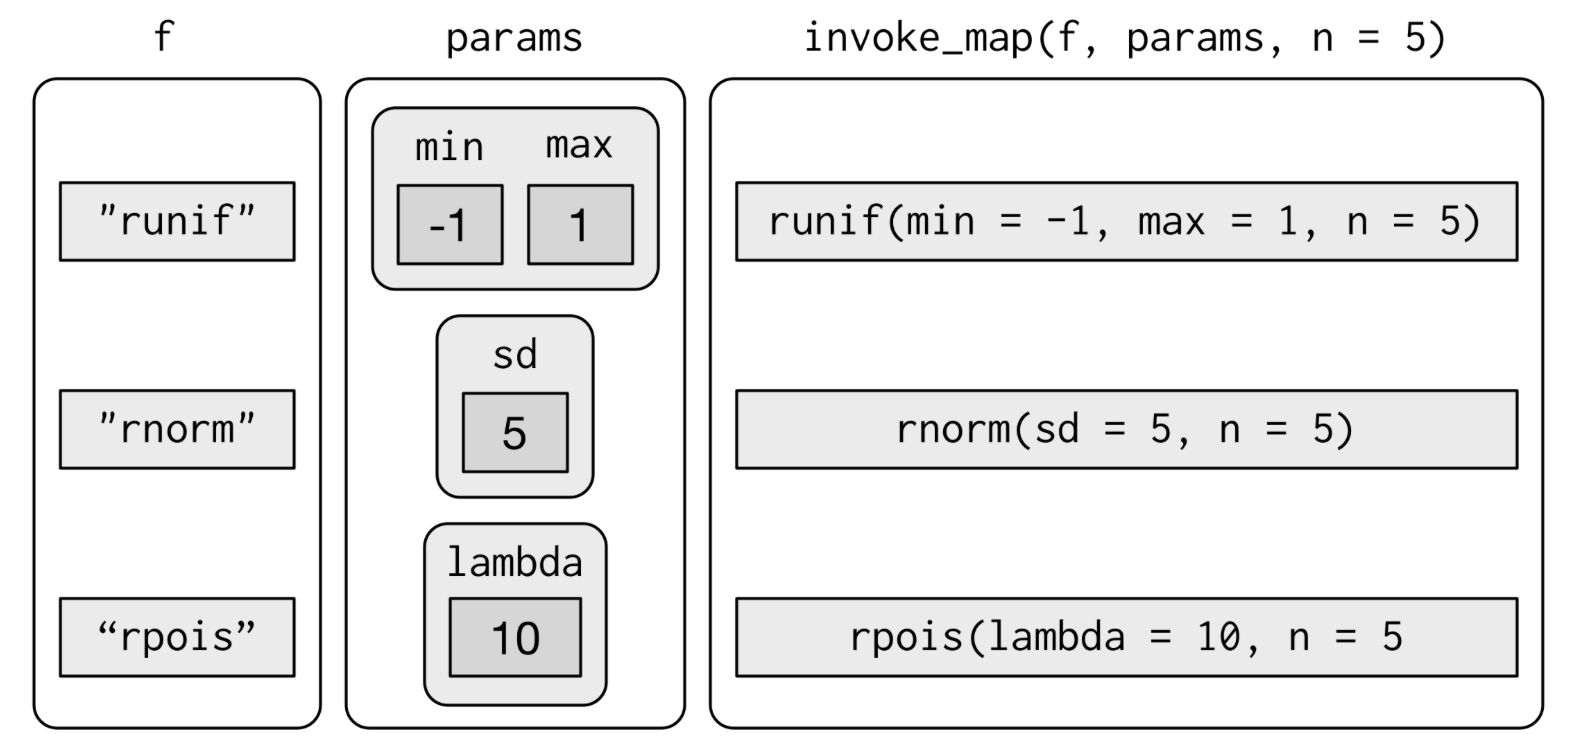 f
params
invoke_map(f, params, n = 5)
min max
"runif"
-1 1
runif(min = -1, max = 1, n = 5)
sd
"rnorm"
5
rnorm(sd = 5, n = 5)
lambda
“rpois”
10
rpois(lambda = 10, n = 5